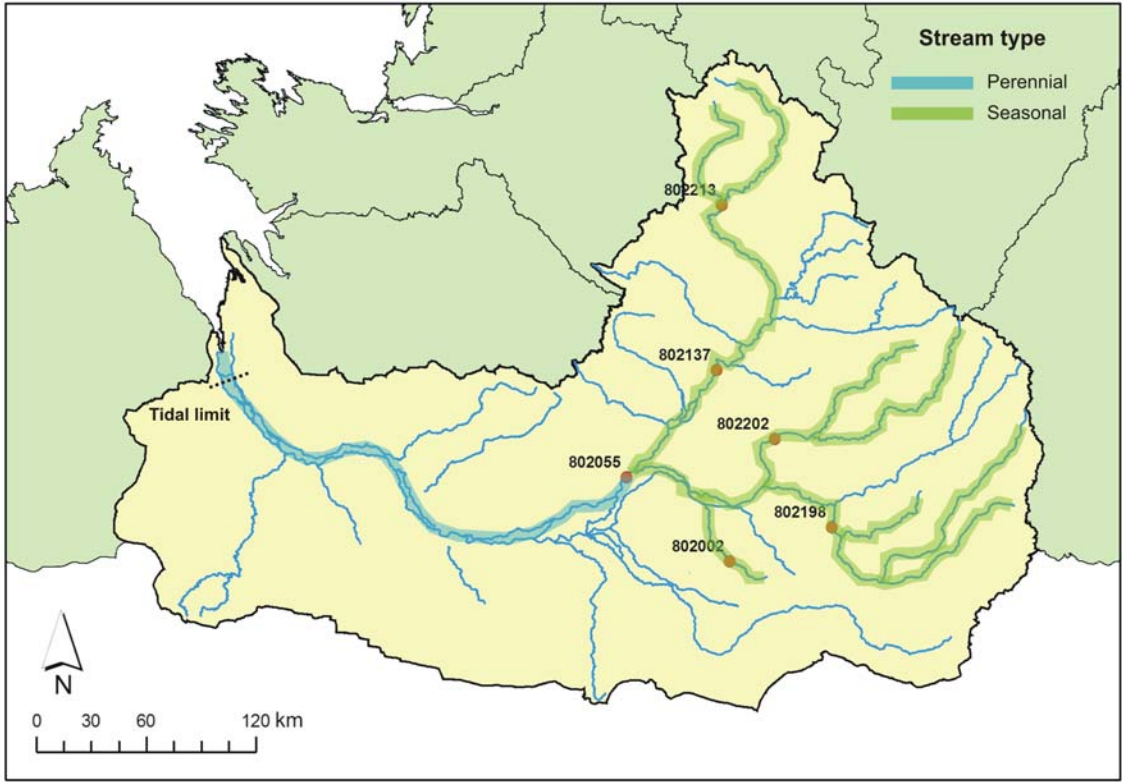 Stream type
Perennial
Seasonal
802213
802137
802202
Tidal limit
802055
802198
802002
N
0 30 60 120 km